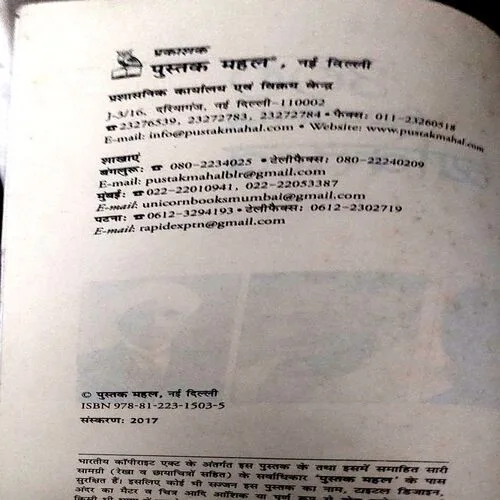 प्रकाशक
पुस्तक महल®, नई दिल्ली
प्रशासनिक कार्यालय एवं विक्रय केन्द्र
J-3/16, दरियागंज, नई दिल्ली-110002
☎ 23276539, 23272783, 23272784 • फैक्स: 011-23260518
E-mail: info@pustakmahal.com • Website: www.pustakmahal.com
शाखाएं
बंगलुरू: ☎ 080-2234025 • टेलीफैक्स: 080-22240209
E-mail: pustakmahalblr@gmail.com
मुंबई: ☎ 022-22010941, 022-22053387
E-mail: unicornbooksmumbai@gmail.com
पटना: ☎ 0612-3294193 • टेलीफैक्स: 0612-2302719
E-mail: rapidexptn@gmail.com
© पुस्तक महल, नई दिल्ली
ISBN 978-81-223-1503-5
संस्करण: 2017
भारतीय कॉपीराइट एक्ट के अंतर्गत इस पुस्तक के तथा इसमें समाहित सारी
सामग्री (रेखा व छायाचित्रों सहित) के सर्वाधिकार "पुस्तक महल" के पास
सुरक्षित हैं। इसलिए कोई भी सज्जन इस पुस्तक का नाम, टाइटल डिजाइन,
अंदर का मैटर व चित्र आदि आंशिक या पूर्ण